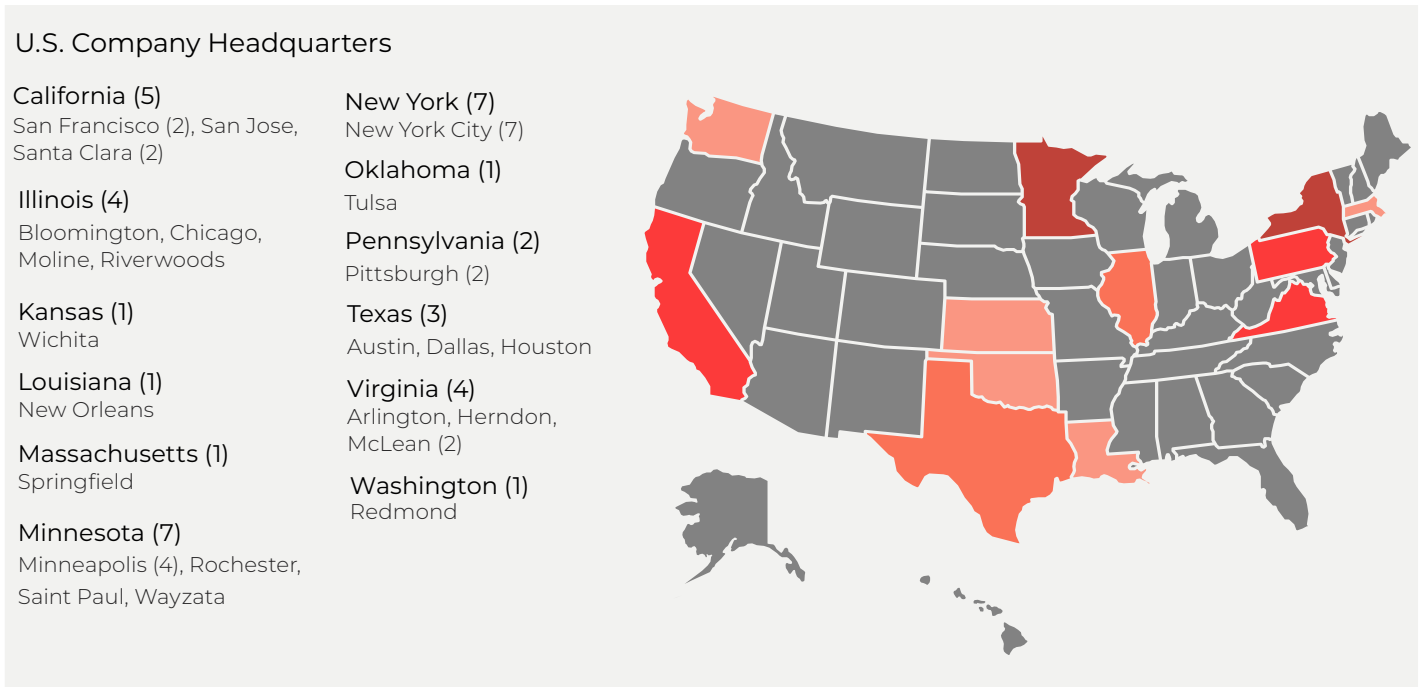 U.S. Company Headquarters
California (5)
San Francisco (2), San Jose,
Santa Clara (2)
Illinois (4)
Bloomington, Chicago,
Moline, Riverwoods
Kansas (1)
Wichita
Louisiana (1)
New Orleans
Massachusetts (1)
Springfield
Minnesota (7)
Minneapolis (4), Rochester,
Saint Paul, Wayzata
New York (7)
New York City (7)
Oklahoma (1)
Tulsa
Pennsylvania (2)
Pittsburgh (2)
Texas (3)
Austin, Dallas, Houston
Virginia (4)
Arlington, Herndon,
McLean (2)
Washington (1)
Redmond